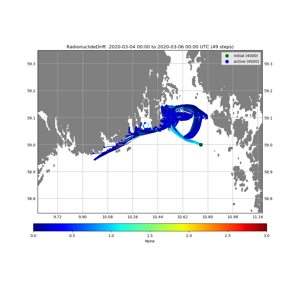 RadionuclideDrift 2020-03-04 00:00 to 2020-03-06 00:00 UTC (49 steps)
initial (4000)
active (4000)
59.3
59.2
59.1
59.0
58.9
58.8
9.72 9.90 10.08 10.26 10.44 10.62 10.80 10.98 11.16
0.0 0.5 1.0 1.5 2.0 2.5 3.0
None